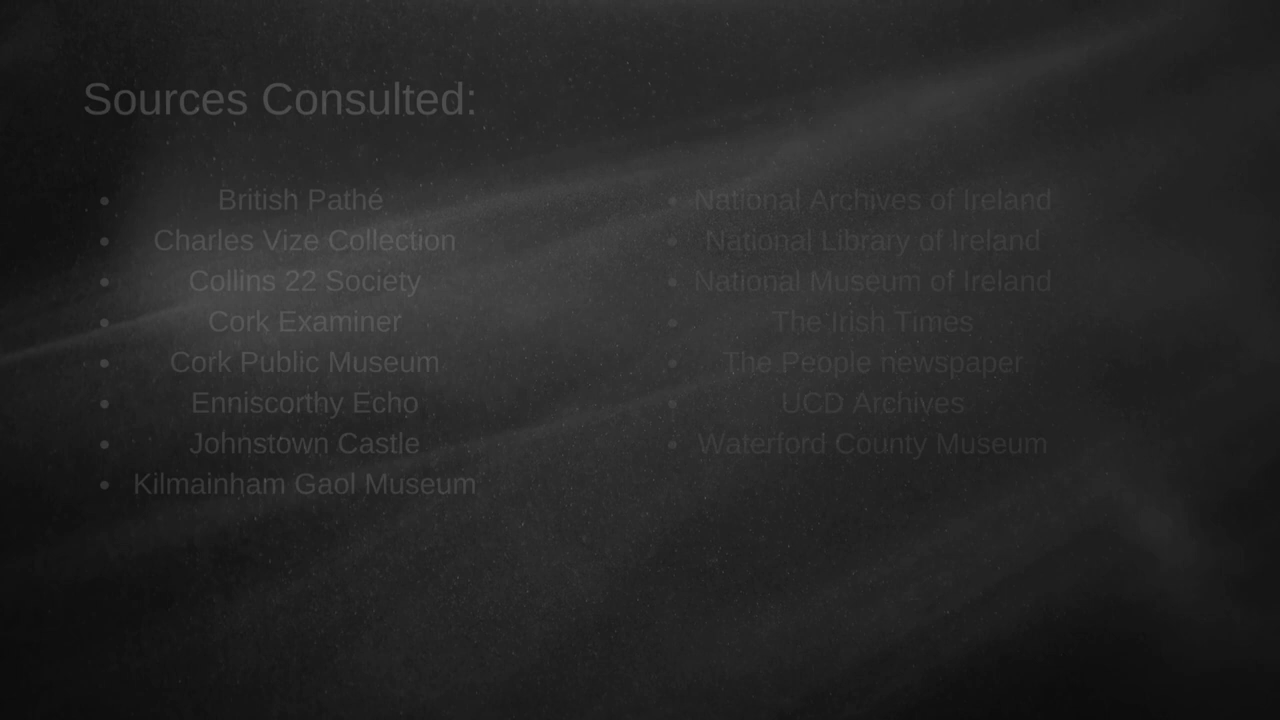 Sources Consulted:
• British Pathé
• Charles Vize Collection
• Collins 22 Society
• Cork Examiner
• Cork Public Museum
• Enniscorthy Echo
• Johnstown Castle
• Kilmainham Gaol Museum
• National Archives of Ireland
• National Library of Ireland
• National Museum of Ireland
• The Irish Times
• The People newspaper
• UCD Archives
• Waterford County Museum